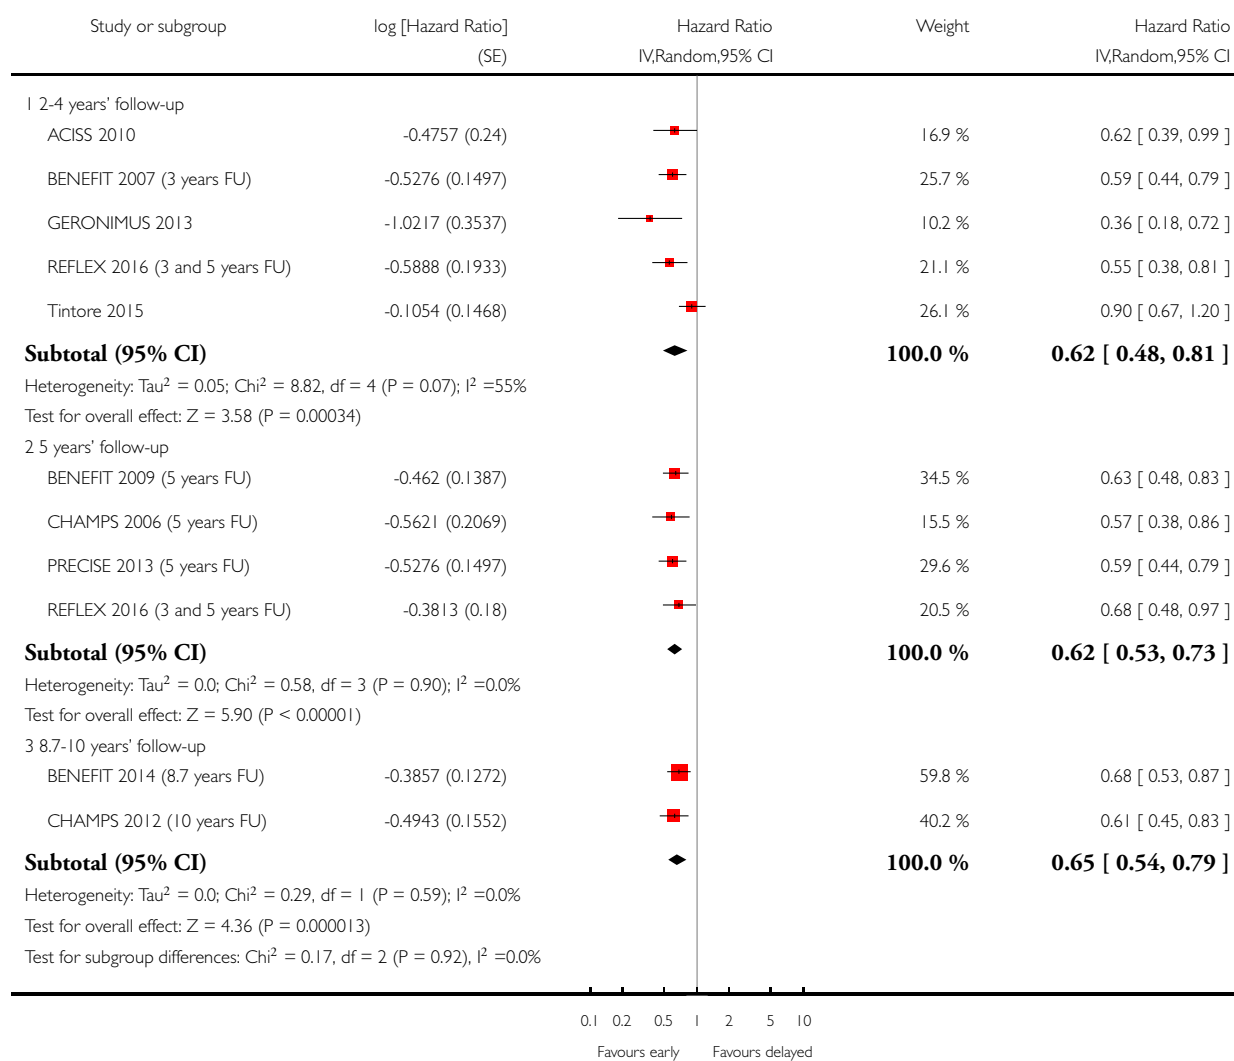 Study or subgroup log [Hazard Ratio] Hazard Ratio Weight Hazard Ratio
(SE) IV,Random,95% CI IV,Random,95% CI
1 2-4 years’ follow-up
ACISS 2010 -0.4757 (0.24) 16.9 % 0.62 [ 0.39, 0.99 ]
BENEFIT 2007 (3 years FU) -0.5276 (0.1497) 25.7 % 0.59 [ 0.44, 0.79 ]
GERONIMUS 2013 -1.0217 (0.3537) 10.2 % 0.36 [ 0.18, 0.72 ]
REFLEX 2016 (3 and 5 years FU) -0.5888 (0.1933) 21.1 % 0.55 [ 0.38, 0.81 ]
Tintore 2015 -0.1054 (0.1468) 26.1 % 0.90 [ 0.67, 1.20 ]
Subtotal (95% CI) 100.0 % 0.62 [ 0.48, 0.81 ]
Heterogeneity: Tau² = 0.05; Chi² = 8.82, df = 4 (P = 0.07); I² =55%
Test for overall effect: Z = 3.58 (P = 0.00034)
2 5 years’ follow-up
BENEFIT 2009 (5 years FU) -0.462 (0.1387) 34.5 % 0.63 [ 0.48, 0.83 ]
CHAMPS 2006 (5 years FU) -0.5621 (0.2069) 15.5 % 0.57 [ 0.38, 0.86 ]
PRECISE 2013 (5 years FU) -0.5276 (0.1497) 29.6 % 0.59 [ 0.44, 0.79 ]
REFLEX 2016 (3 and 5 years FU) -0.3813 (0.18) 20.5 % 0.68 [ 0.48, 0.97 ]
Subtotal (95% CI) 100.0 % 0.62 [ 0.53, 0.73 ]
Heterogeneity: Tau² = 0.0; Chi² = 0.58, df = 3 (P = 0.90); I² =0.0%
Test for overall effect: Z = 5.90 (P < 0.00001)
3 8.7-10 years’ follow-up
BENEFIT 2014 (8.7 years FU) -0.3857 (0.1272) 59.8 % 0.68 [ 0.53, 0.87 ]
CHAMPS 2012 (10 years FU) -0.4943 (0.1552) 40.2 % 0.61 [ 0.45, 0.83 ]
Subtotal (95% CI) 100.0 % 0.65 [ 0.54, 0.79 ]
Heterogeneity: Tau² = 0.0; Chi² = 0.29, df = 1 (P = 0.59); I² =0.0%
Test for overall effect: Z = 4.36 (P = 0.000013)
Test for subgroup differences: Chi² = 0.17, df = 2 (P = 0.92), I² =0.0%
0.1 0.2 0.5 1 2 5 10
Favours early Favours delayed